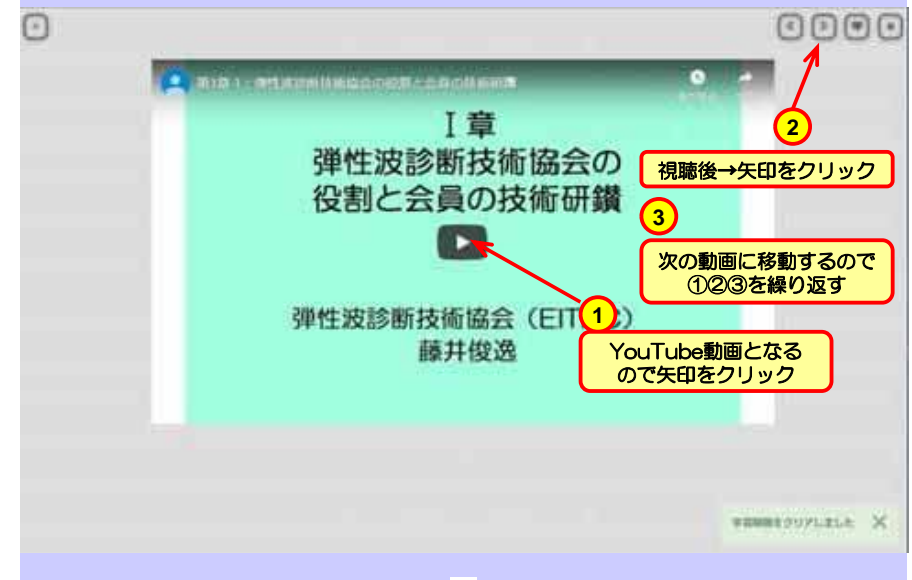 I 章
弾性波診断技術協会の
役割と会員の技術研鑽
②
視聴後→矢印をクリック
③
次の動画に移動するので
①②③を繰り返す
弾性波診断技術協会
藤井俊逸
①
YouTube動画となる
ので矢印をクリック